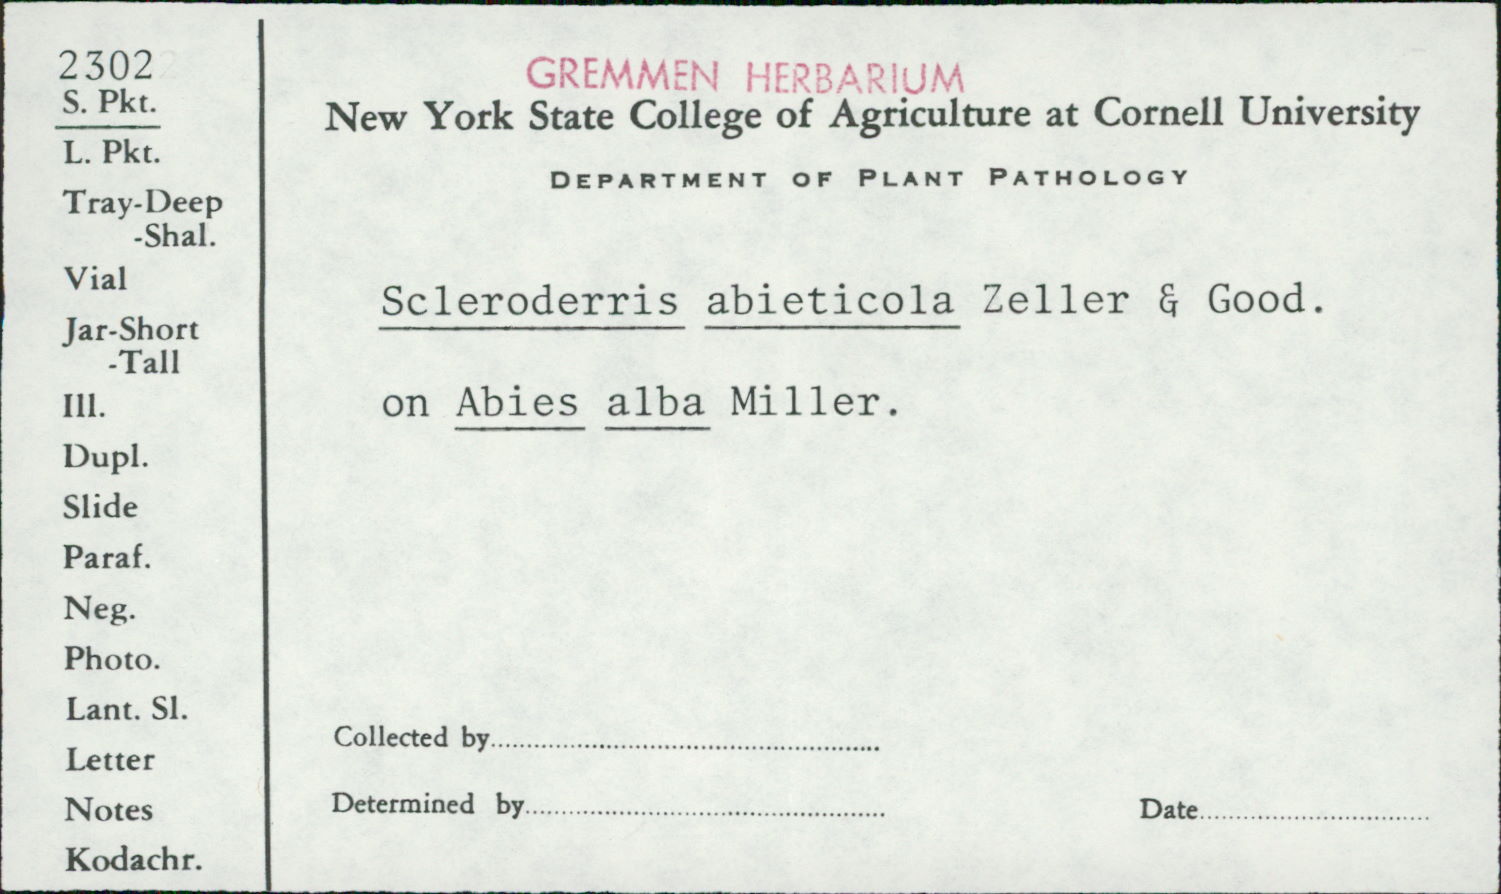 2302
S. Pkt.
L. Pkt.
Tray-Deep
-Shal.
Vial
Jar-Short
-Tall
Ill.
Dupl.
Slide
Paraf.
Neg.
Photo.
Lant. Sl.
Letter
Notes
Kodachr.
GREMMEN HERBARIUM
New York State College of Agriculture at Cornell University
DEPARTMENT OF PLANT PATHOLOGY
Scleroderris abieticola Zeller & Good.
on Abies alba Miller.
Collected by
Determined by
Date